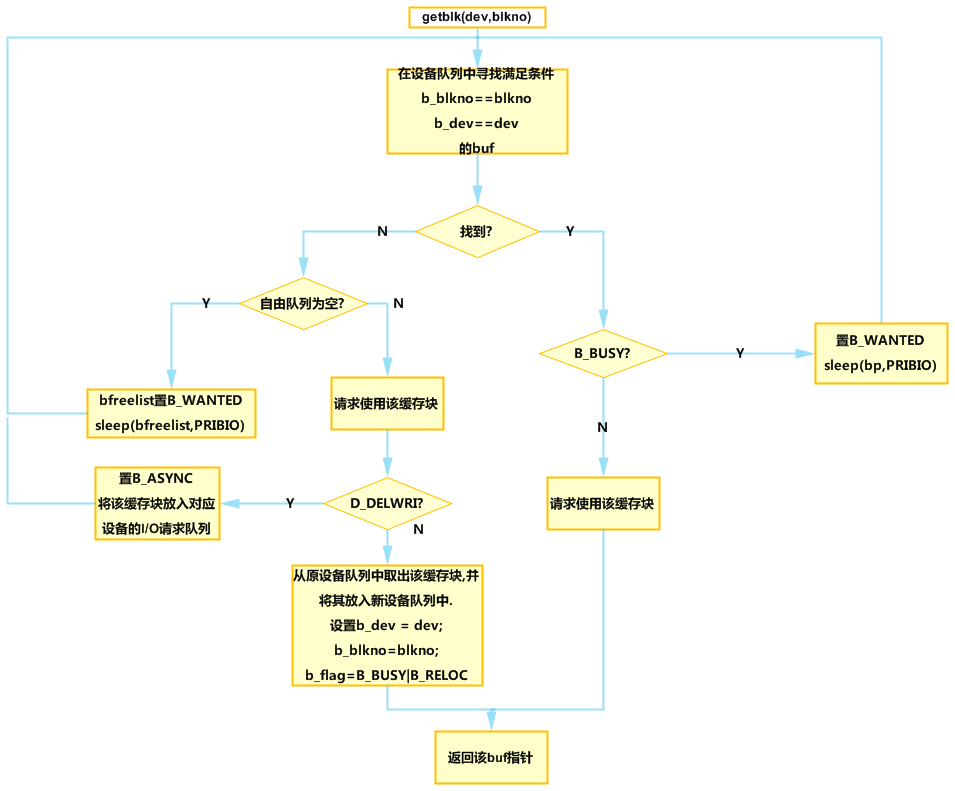 getblk(dev,blkno)
在设备队列中寻找满足条件
b_blkno==blkno
b_dev==dev
的buf
N
找到?
Y
自由队列为空?
Y
N
B_BUSY?
Y
置B_WANTED
sleep(bp,PRIBIO)
bfreelist置B_WANTED
sleep(bfreelist,PRIBIO)
请求使用该缓存块
N
置B_ASYNC
将该缓存块放入对应
设备的I/O请求队列
Y
D_DELWRI?
N
请求使用该缓存块
从原设备队列中取出该缓存块,并
将其放入新设备队列中.
设置b_dev = dev;
b_blkno=blkno;
b_flag=B_BUSY|B_RELOC
返回该buf指针